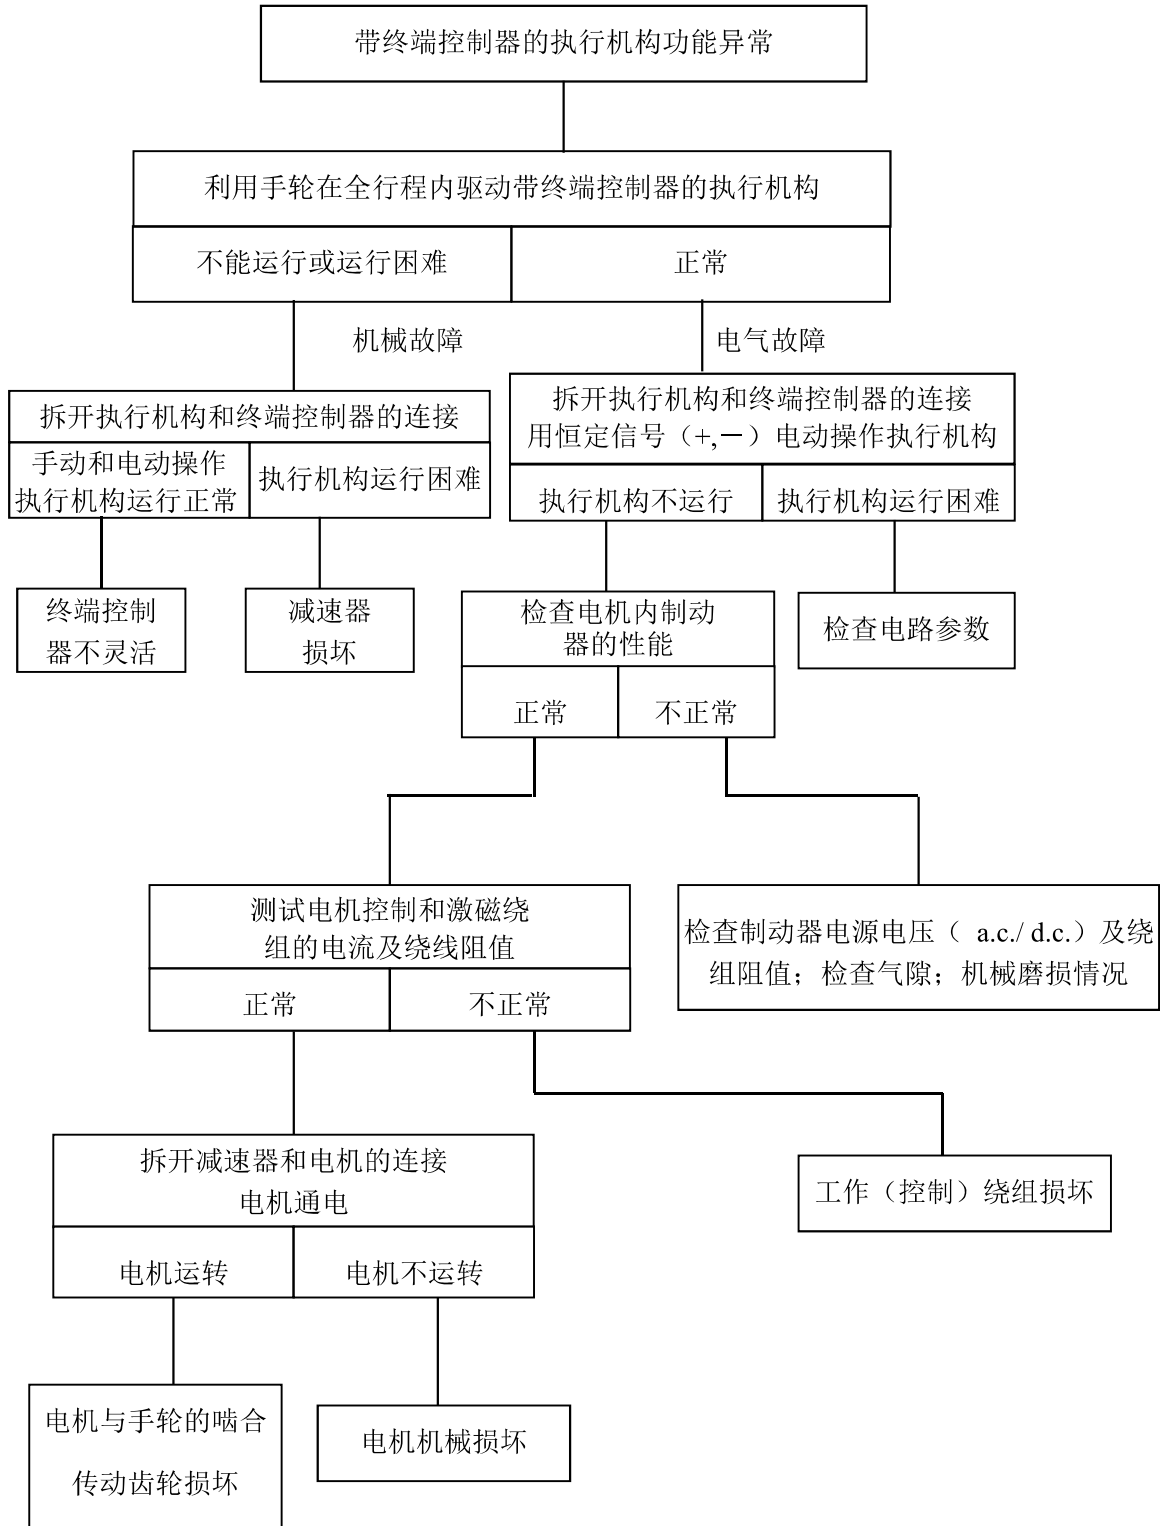 带终端控制器的执行机构功能异常
利用手轮在全行程内驱动带终端控制器的执行机构
不能运行或运行困难
正常
机械故障
电气故障
拆开执行机构和终端控制器的连接
手动和电动操作
执行机构运行正常
执行机构运行困难
拆开执行机构和终端控制器的连接
用恒定信号（+,－）电动操作执行机构
执行机构不运行
执行机构运行困难
终端控制
器不灵活
减速器
损坏
检查电机内制动
器的性能
正常
不正常
检查电路参数
测试电机控制和激磁绕
组的电流及绕线阻值
正常
不正常
检查制动器电源电压（ a.c./ d.c.）及绕
组阻值；检查气隙；机械磨损情况
拆开减速器和电机的连接
电机通电
电机运转
电机不运转
工作（控制）绕组损坏
电机与手轮的啮合
传动齿轮损坏
电机机械损坏